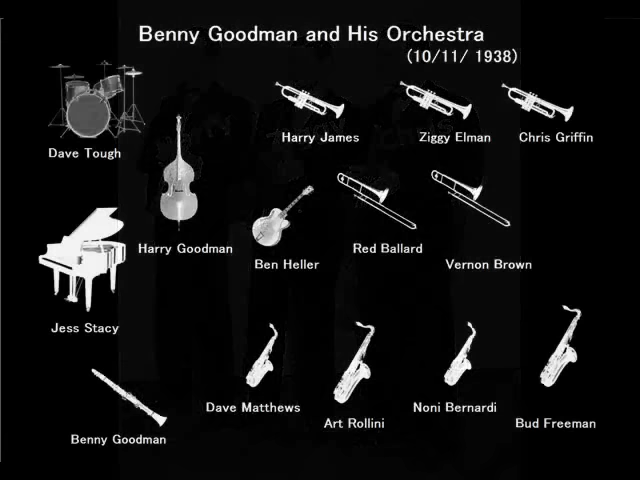 Benny Goodman and His Orchestra
(10/11/ 1938)
Dave Tough
Harry James
Ziggy Elman
Chris Griffin
Harry Goodman
Ben Heller
Red Ballard
Vernon Brown
Jess Stacy
Benny Goodman
Dave Matthews
Art Rollini
Noni Bernardi
Bud Freeman